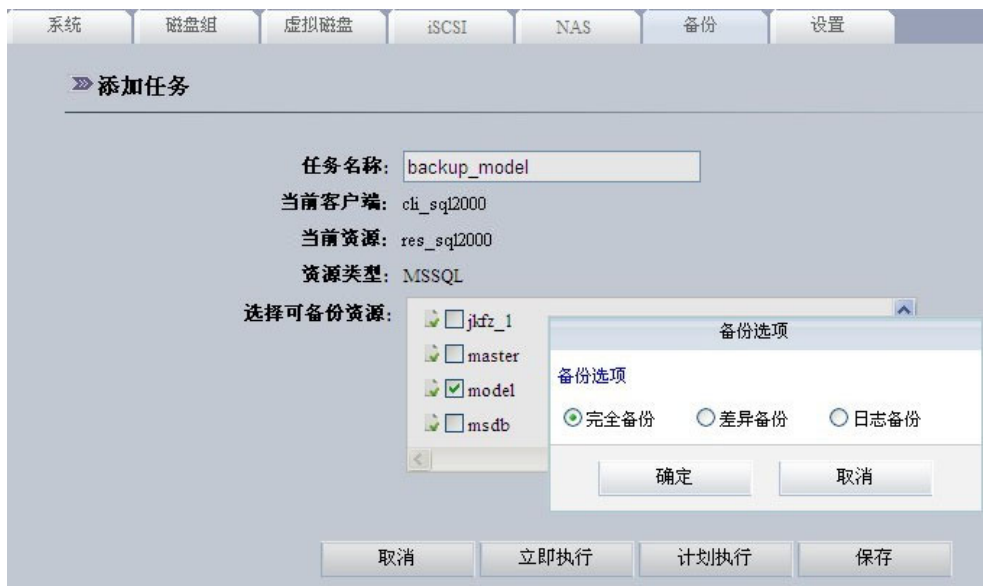 系统 磁盘组 虚拟磁盘 iSCSI NAS 备份 设置
添加任务
任务名称: backup_model
当前客户端: cli_sql2000
当前资源: res_sql2000
资源类型: MSSQL
选择可备份资源:
jkfz_1
master
model
msdb
备份选项
备份选项
完全备份 差异备份 日志备份
确定 取消
取消 立即执行 计划执行 保存